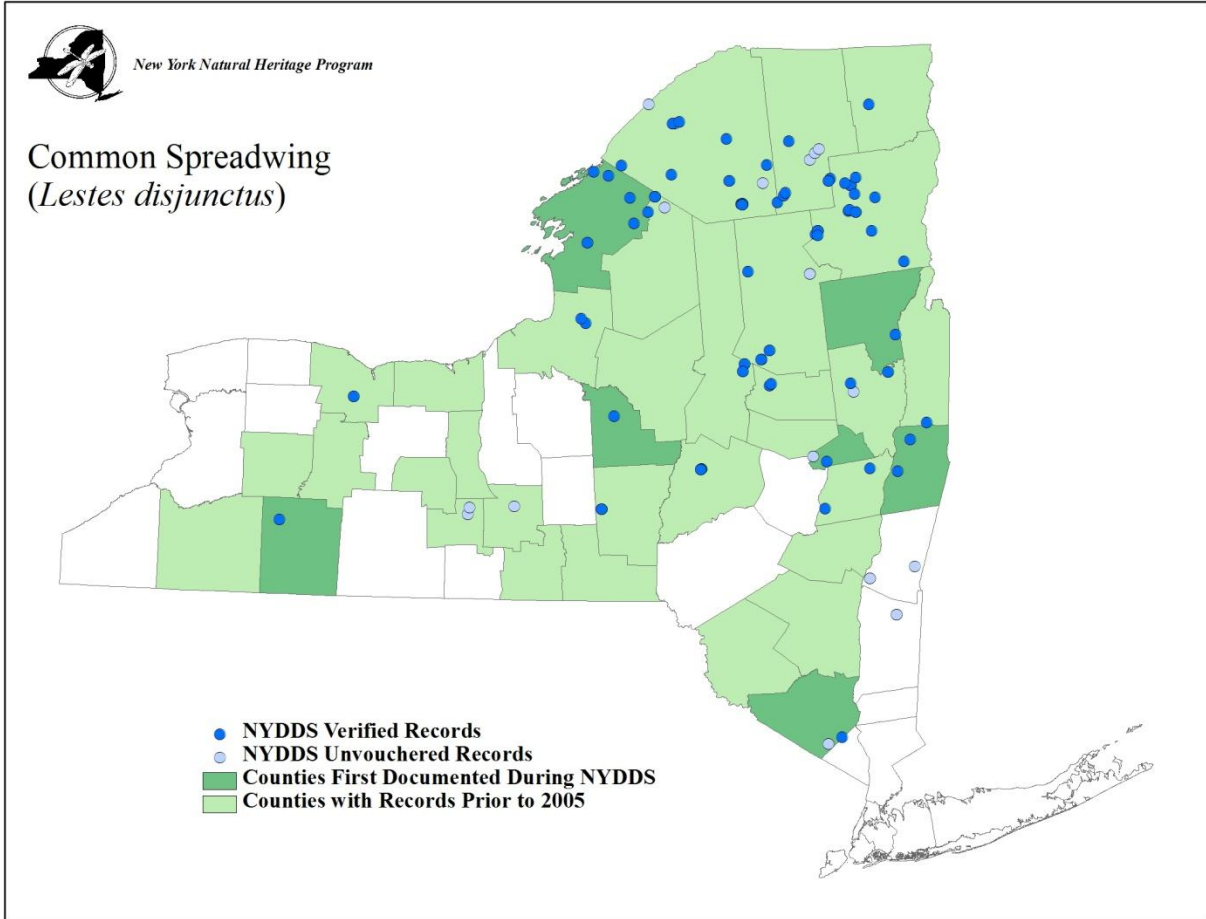 New York Natural Heritage Program
Common Spreadwing
(Lestes disjunctus)
NYDDS Verified Records
NYDDS Unvouchered Records
Counties First Documented During NYDDS
Counties with Records Prior to 2005